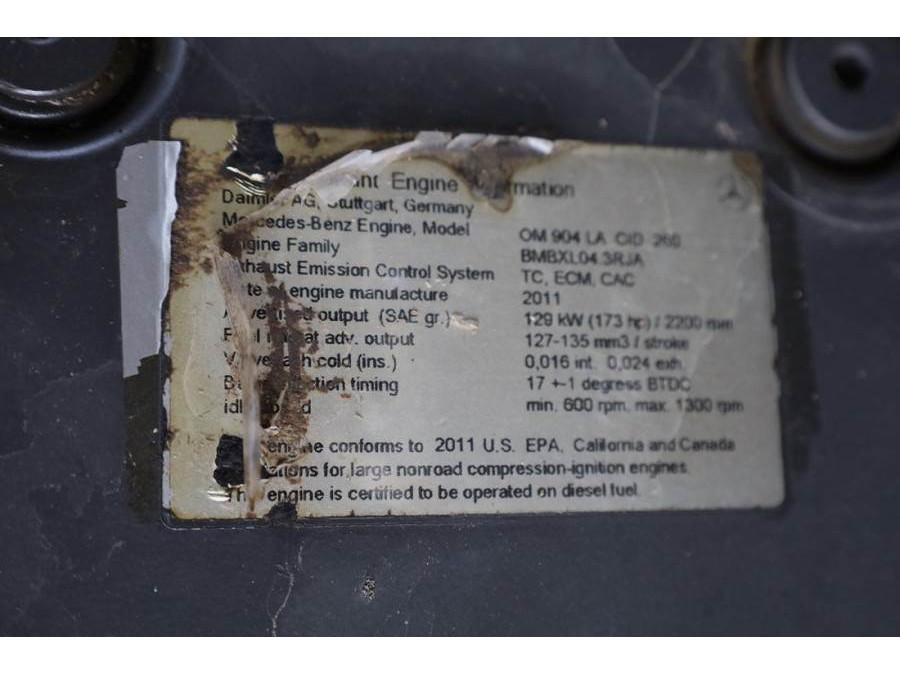 Engine
Daimler AG, Stuttgart, Germany
Mercedes-Benz Engine, Model OM 904 LA CID 260
Engine Family BMBXL04.3RJA
Exhaust Emission Control System TC, ECM, CAC
of engine manufacture 2011
output (SAE gr.) 129 kW (173 hp) / 2200 rpm
at adv. output 127-135 mm3 / stroke
cold (ins.) 0,016 int. 0,024 exh.
timing 17 +-1 degress BTDC
min. 600 rpm, max. 1300 rpm
engine conforms to 2011 U.S. EPA, California and Canada
for large nonroad compression-ignition engines.
engine is certified to be operated on diesel fuel.